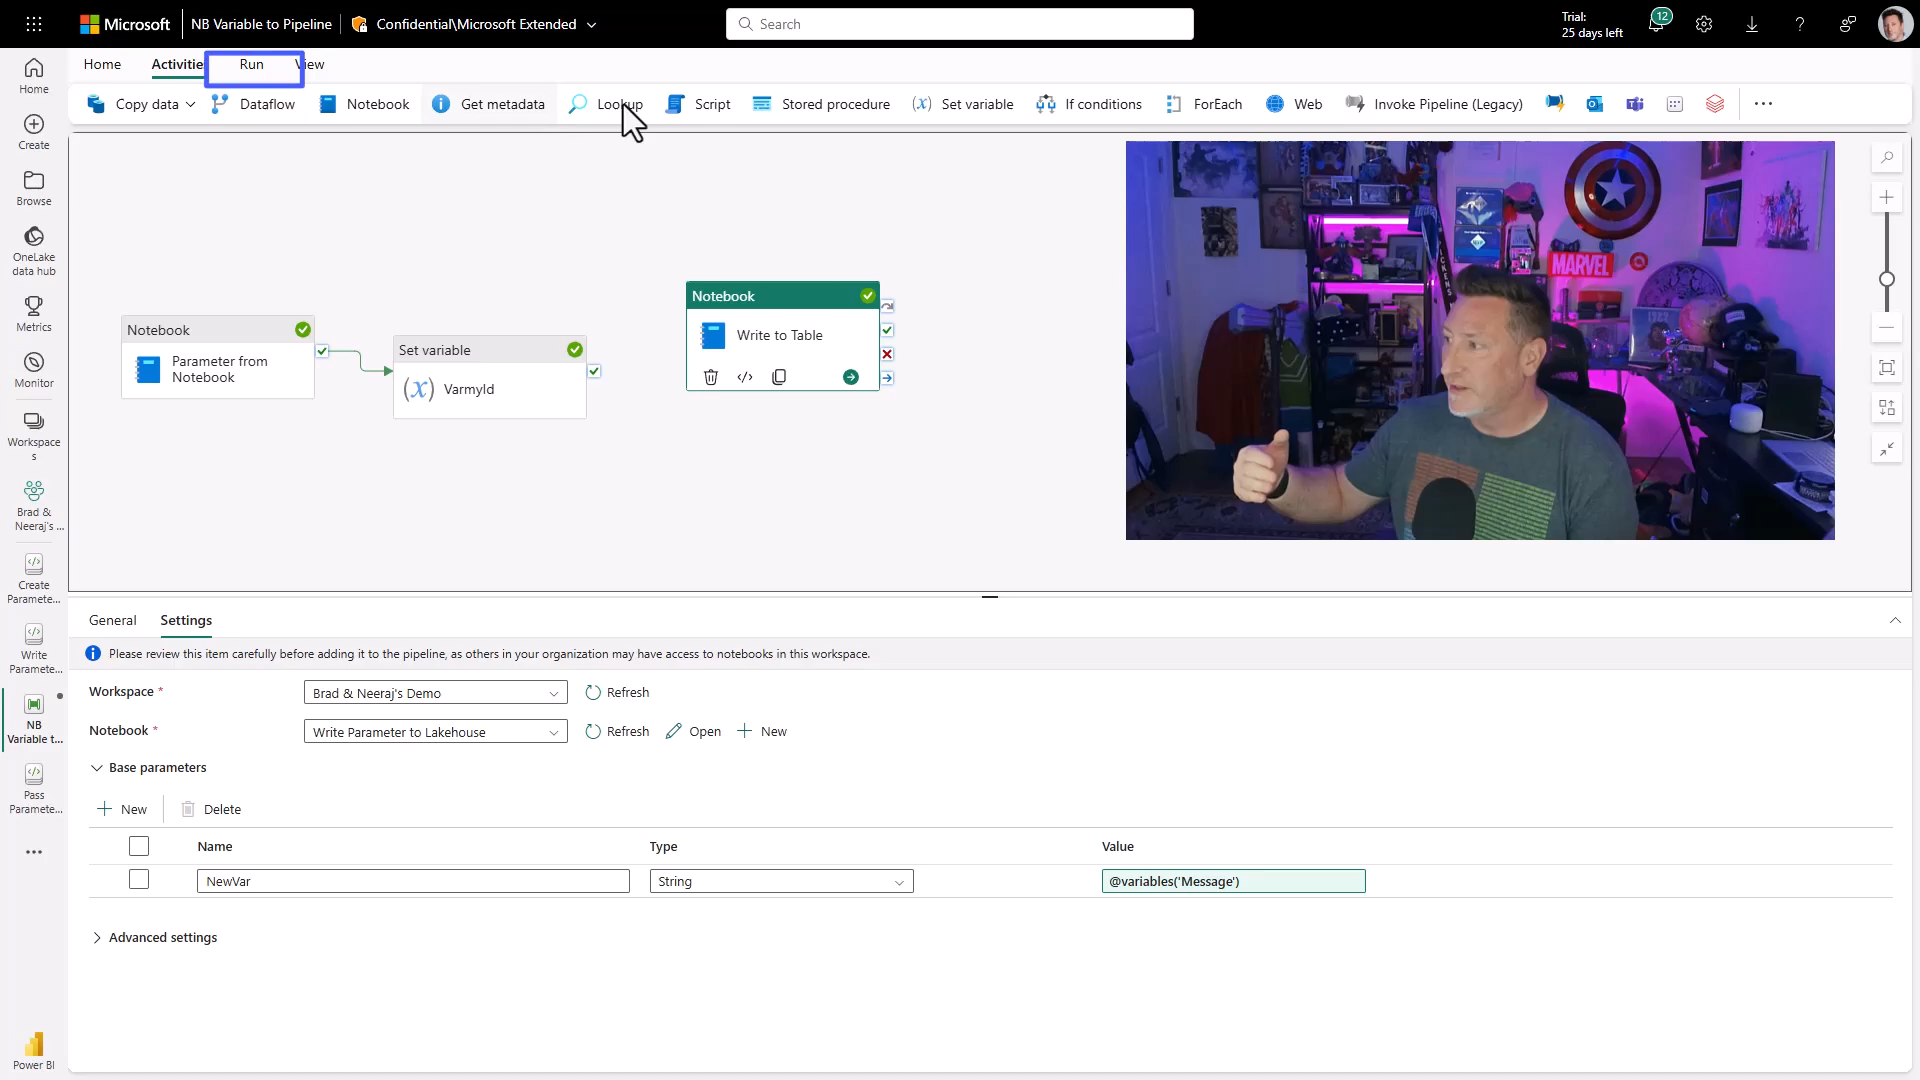 Microsoft
NB Variable to Pipeline
Confidential\Microsoft Extended
Search
Trial:
25 days left
12
Home
Activitie
Run
View
Copy data
Dataflow
Notebook
Get metadata
Lookup
Script
Stored procedure
Set variable
If conditions
ForEach
Web
Invoke Pipeline (Legacy)
Home
Create
Browse
OneLake
data hub
Metrics
Monitor
Workspace
s
Brad &
Neeraj's ...
Create
Paramete...
Write
Paramete...
NB
Variable t...
Pass
Paramete...
Power BI
Notebook
Parameter from
Notebook
Set variable
(x)
VarmyId
Notebook
Write to Table
MARVEL
General
Settings
Please review this item carefully before adding it to the pipeline, as others in your organization may have access to notebooks in this workspace.
Workspace *
Brad & Neeraj's Demo
Refresh
Notebook *
Write Parameter to Lakehouse
Refresh
Open
New
Base parameters
New
Delete
Name
Type
Value
NewVar
String
@variables('Message')
Advanced settings